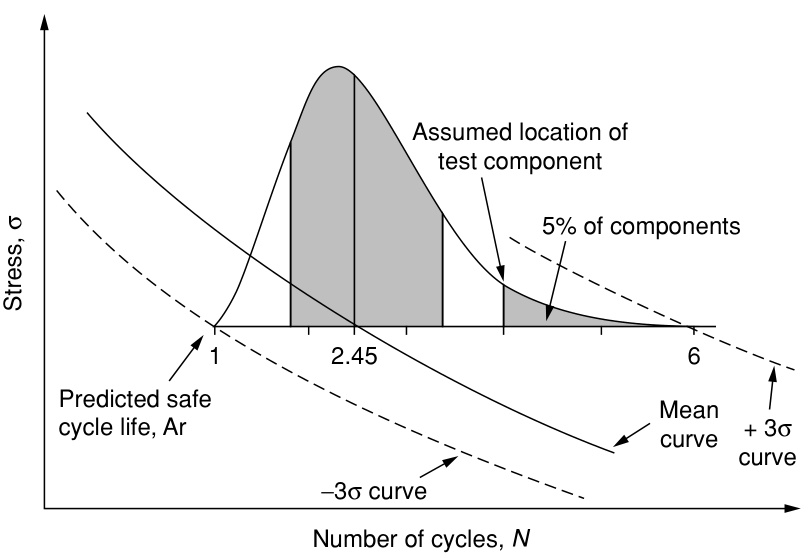 Stress, σ
Assumed location of
test component
5% of components
1
2.45
6
Predicted safe
cycle life, Ar
Mean
curve
+ 3σ
curve
−3σ curve
Number of cycles, N